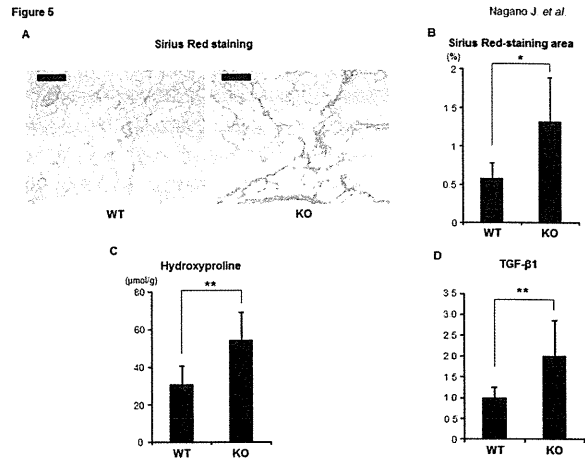 Figure 5
Nagano J et al.
A
Sirius Red staining
WT
KO
B
Sirius Red-staining area
(%)
2
1.5
1
0.5
0
*
WT
KO
C
Hydroxyproline
(μmol/g)
80
60
40
20
0
**
WT
KO
D
TGF-β1
3.5
3.0
2.5
2.0
1.5
1.0
0.5
0
**
WT
KO